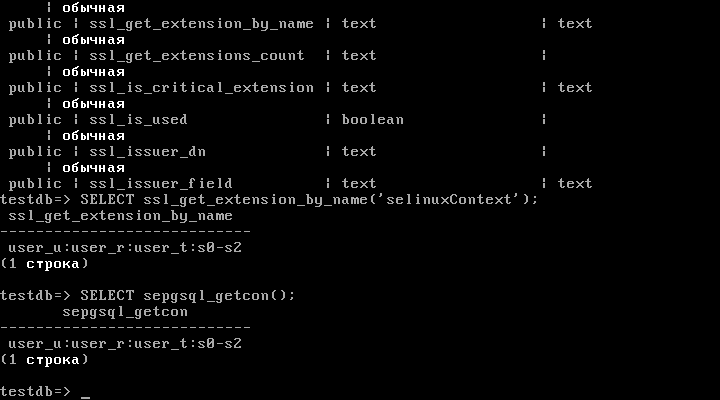 ¦ обычная
 public ¦ ssl_get_extension_by_name ¦ text                  ¦ text
     ¦ обычная
 public ¦ ssl_get_extensions_count  ¦ text                  ¦
     ¦ обычная
 public ¦ ssl_is_critical_extension ¦ text                  ¦ text
     ¦ обычная
 public ¦ ssl_is_used               ¦ boolean               ¦
     ¦ обычная
 public ¦ ssl_issuer_dn             ¦ text                  ¦
     ¦ обычная
 public ¦ ssl_issuer_field          ¦ text                  ¦ text
testdb=> SELECT ssl_get_extension_by_name('selinuxContext');
 ssl_get_extension_by_name
----------------------------
 user_u:user_r:user_t:s0-s2
(1 строка)

testdb=> SELECT sepgsql_getcon();
       sepgsql_getcon
----------------------------
 user_u:user_r:user_t:s0-s2
(1 строка)

testdb=> _